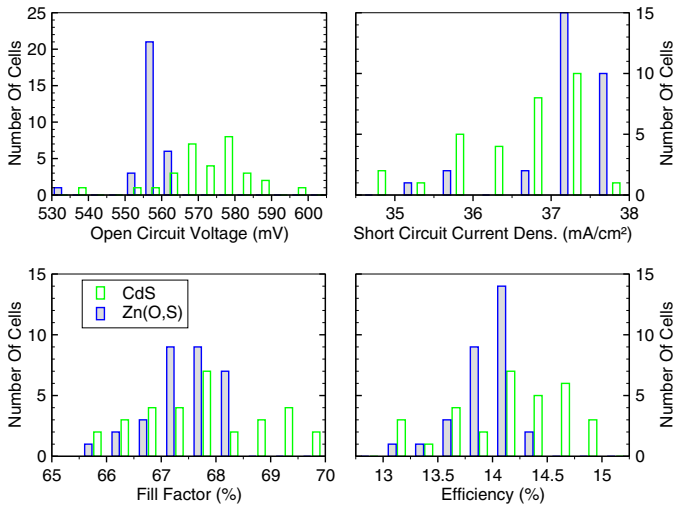 25
20
15
10
5
0
530 540 550 560 570 580 590 600
Open Circuit Voltage (mV)
Number Of Cells
15
10
5
0
35 36 37 38
Short Circuit Current Dens. (mA/cm²)
Number Of Cells
15
10
5
0
65 66 67 68 69 70
Fill Factor (%)
Number Of Cells
CdS
Zn(O,S)
15
10
5
0
13 13.5 14 14.5 15
Efficiency (%)
Number Of Cells